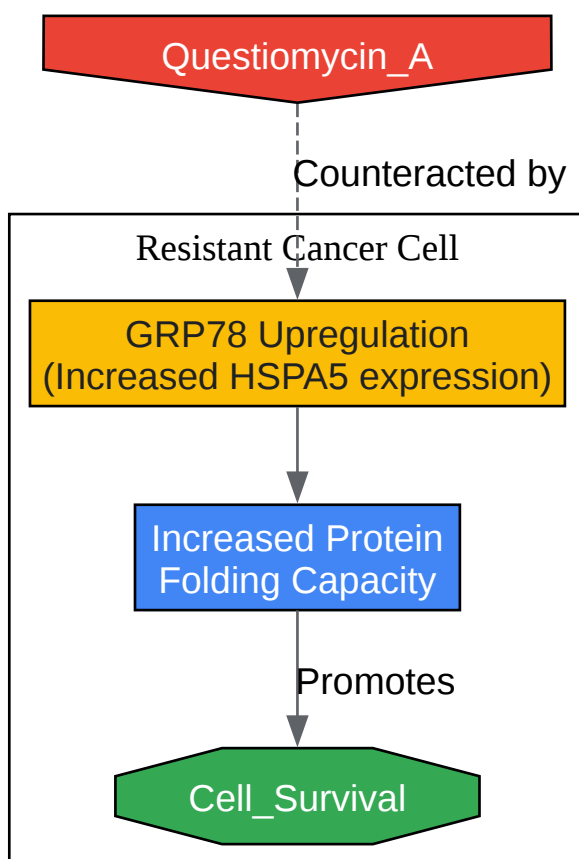 Questiomycin_A
Counteracted by
Resistant Cancer Cell
GRP78 Upregulation
(Increased HSPA5 expression)
Increased Protein
Folding Capacity
Promotes
Cell_Survival